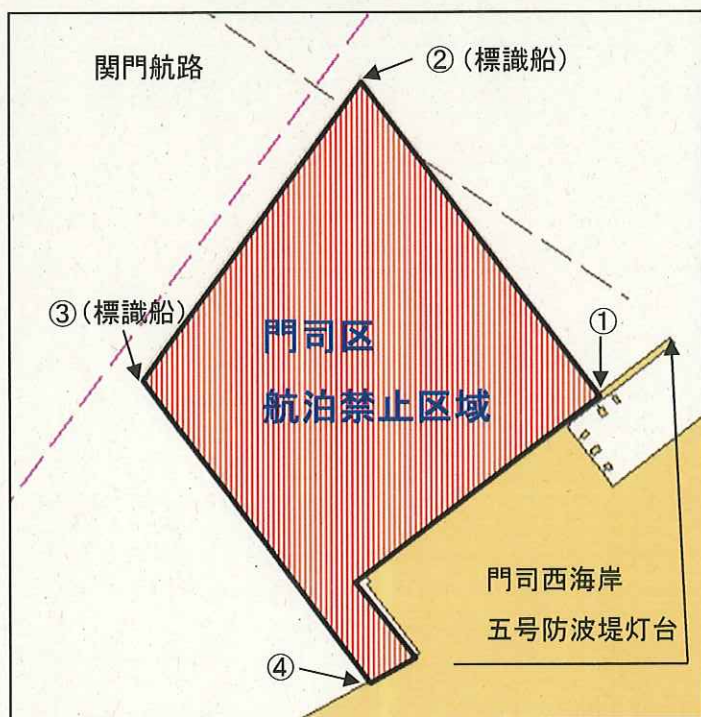 関門航路
②（標識船）
③（標識船）
①
門司区
航泊禁止区域
門司西海岸
五号防波堤灯台
④